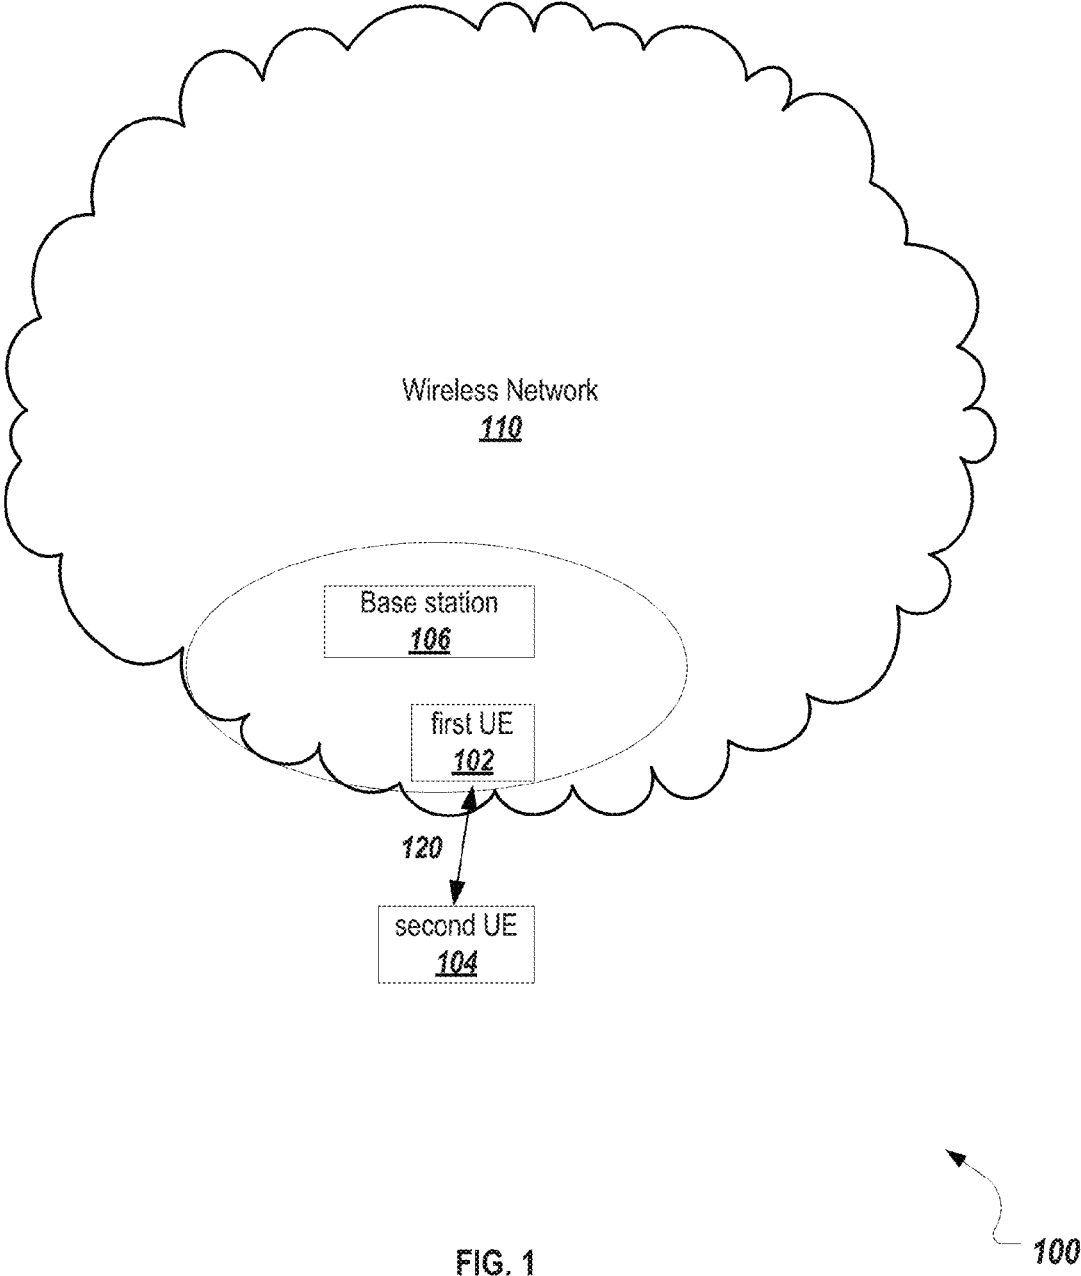 Wireless Network
110
Base station
106
first UE
102
120
second UE
104
100
FIG. 1